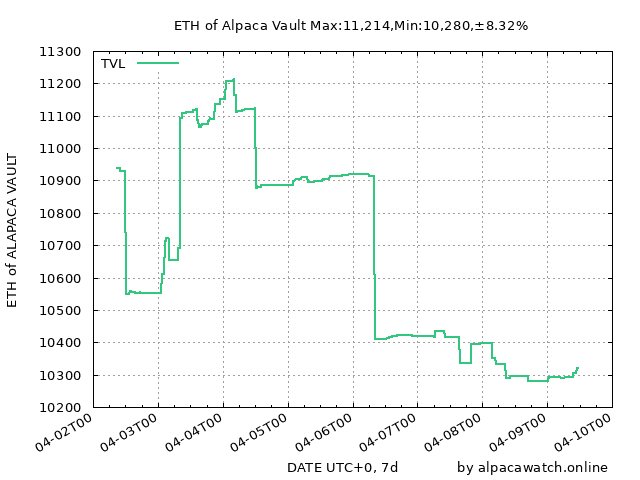 ETH of Alpaca Vault Max:11,214,Min:10,280,±8.32%
TVL
11300
11200
11100
11000
10900
10800
10700
10600
10500
10400
10300
10200
ETH of ALAPACA VAULT
04-02T00
04-03T00
04-04T00
04-05T00
04-06T00
04-07T00
04-08T00
04-09T00
04-10T00
DATE UTC+0, 7d
by alpacawatch.online